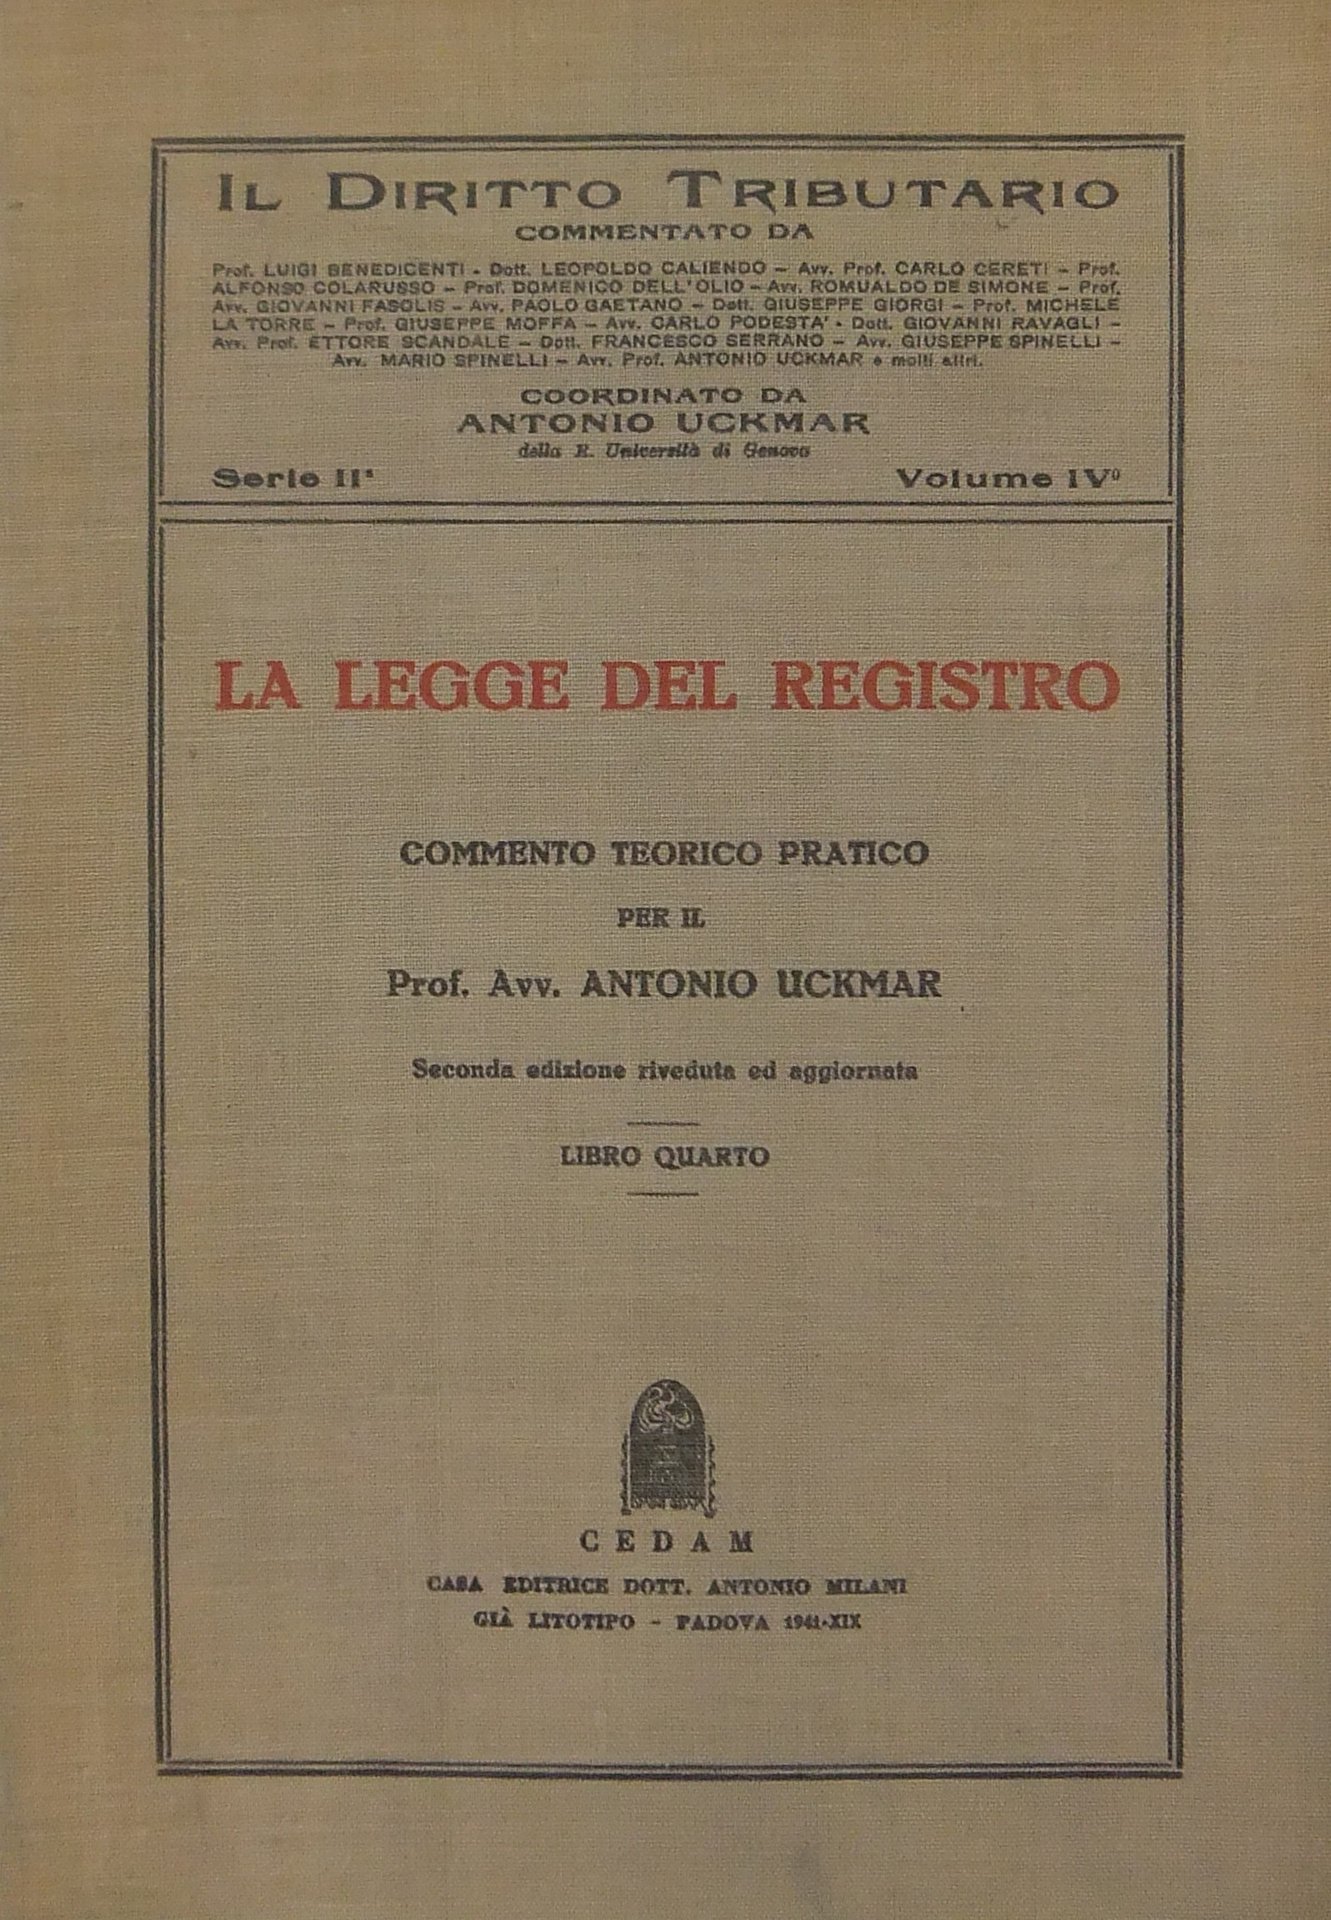 IL DIRITTO TRIBUTARIO
COMMENTATO DA
Prof. LUIGI BENEDICENTI - Dott. LEOPOLDO CALIENDO – Avv. Prof. CARLO CERETI – Prof.
ALFONSO COLARUSSO – Prof. DOMENICO DELL'OLIO – Avv. ROMUALDO DE SIMONE – Prof.
Avv. GIOVANNI FASOLIS – Avv. PAOLO GAETANO – Dott. GIUSEPPE GIORGI – Prof. MICHELE
LA TORRE – Prof. GIUSEPPE MOFFA – Avv. CARLO PODESTA' - Dott. GIOVANNI RAVAGLI –
Avv. Prof. ETTORE SCANDALE – Dott. FRANCESCO SERRANO – Avv. GIUSEPPE SPINELLI –
Avv. MARIO SPINELLI – Avv. Prof. ANTONIO UCKMAR e molti altri.
COORDINATO DA
ANTONIO UCKMAR
della R. Università di Genova
Serie IIª Volume IVº
LA LEGGE DEL REGISTRO
COMMENTO TEORICO PRATICO
PER IL
Prof. Avv. ANTONIO UCKMAR
Seconda edizione riveduta ed aggiornata
LIBRO QUARTO
CEDAM
CASA EDITRICE DOTT. ANTONIO MILANI
GIÀ LITOTIPO – PADOVA 1941-XIX